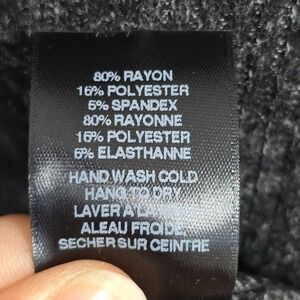 80% RAYON
15% POLYESTER
5% SPANDEX
80% RAYONNE
15% POLYESTER
5% ELASTHANNE
HAND WASH COLD
HANG TO DRY
LAVER A LA
ALEAU FROIDE
SECHER SUR CEINTRE